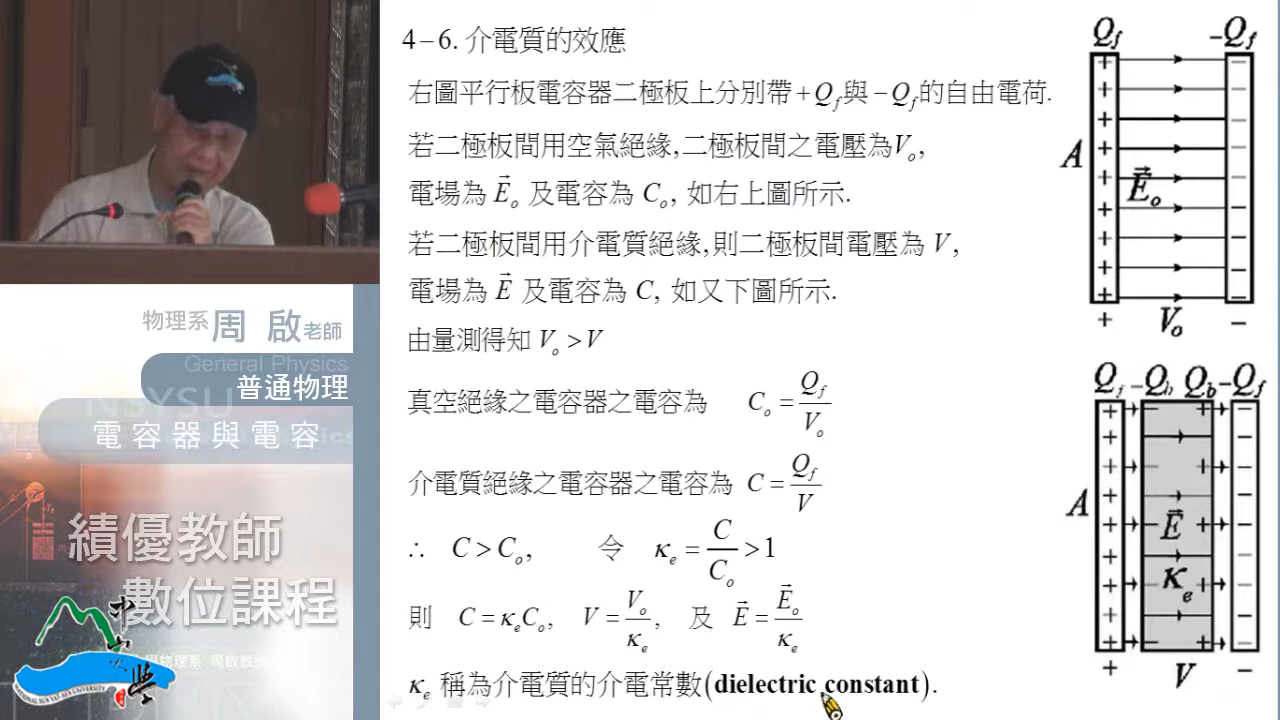 4–6. 介電質的效應
右圖平行板電容器二極板上分別帶+Q_f與−Q_f的自由電荷.
若二極板間用空氣絕緣,二極板間之電壓為V_o,
電場為 E⃗_o 及電容為 C_o, 如右上圖所示.
若二極板間用介電質絕緣,則二極板間電壓為 V,
電場為 E⃗ 及電容為 C, 如又下圖所示.
由量測得知 V_o > V
真空絕緣之電容器之電容為 C_o = Q_f / V_o
介電質絕緣之電容器之電容為 C = Q_f / V
∴ C > C_o, 令 κ_e = C / C_o > 1
則 C = κ_e C_o, V = V_o / κ_e, 及 E⃗ = E⃗_o / κ_e
κ_e 稱為介電質的介電常數(dielectric constant).
Q_f −Q_f
A
E⃗_o
+ V_o −
Q_f −Q_b Q_b −Q_f
A
E⃗
κ_e
+ V −
物理系 周 啟 老師
General Physics
普通物理
NSYSU
電容器與電容
績優教師
數位課程